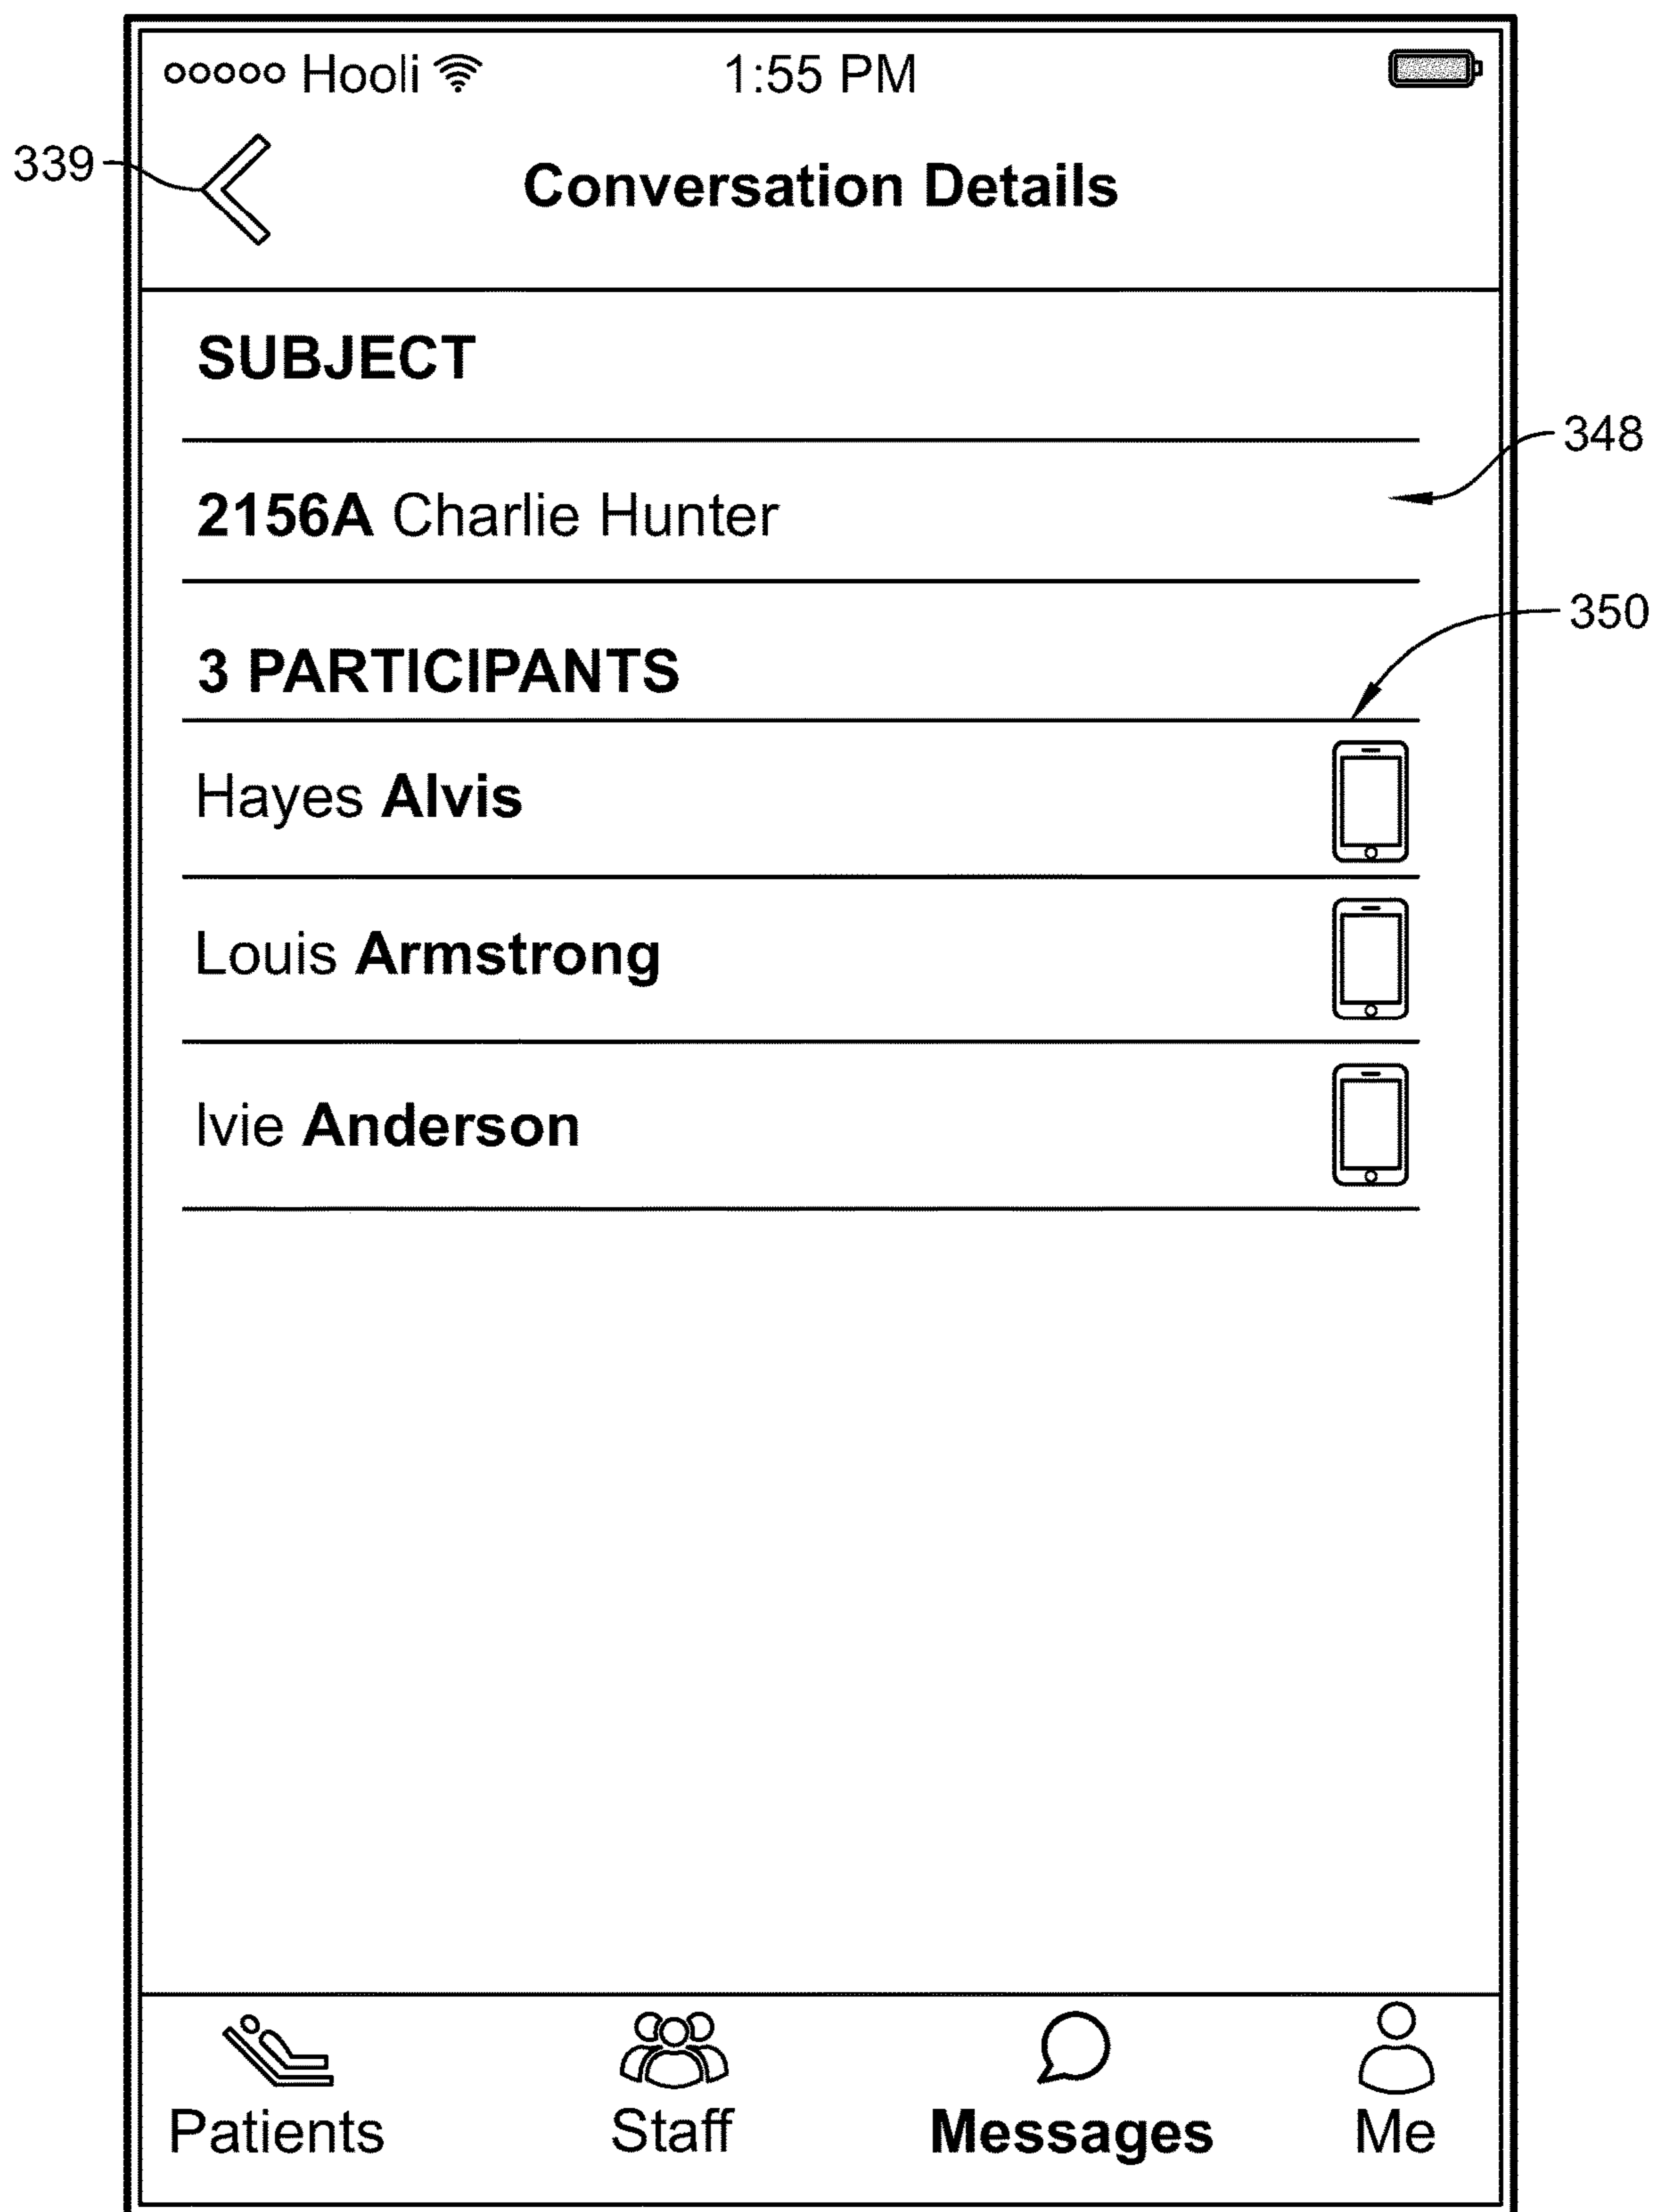 Hooli 1:55 PM
339
Conversation Details
SUBJECT
348
2156A Charlie Hunter
350
3 PARTICIPANTS
Hayes Alvis
Louis Armstrong
Ivie Anderson
Patients Staff Messages Me